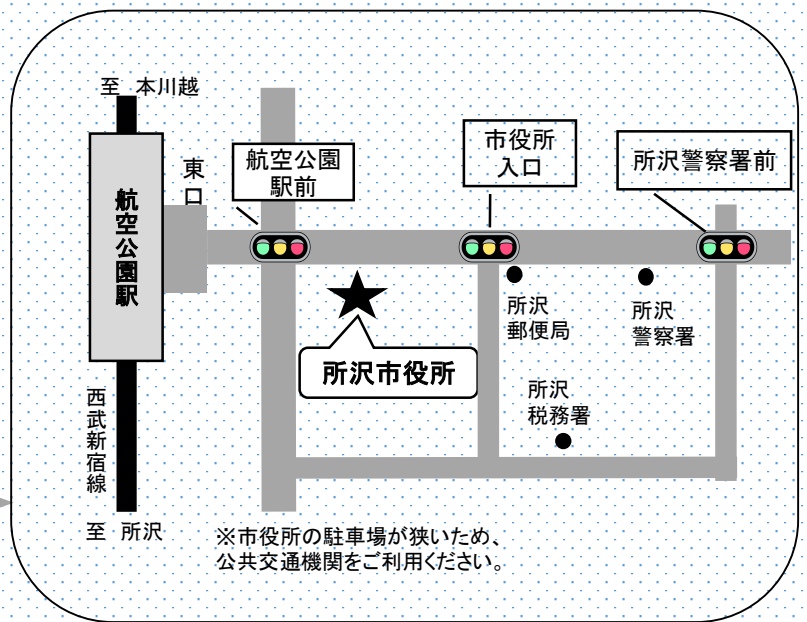 至 本川越
東口
航空公園駅
航空公園
駅前
市役所
入口
所沢警察署前
所沢
郵便局
所沢
警察署
所沢市役所
所沢
税務署
西武新宿線
至 所沢
※市役所の駐車場が狭いため、
公共交通機関をご利用ください。